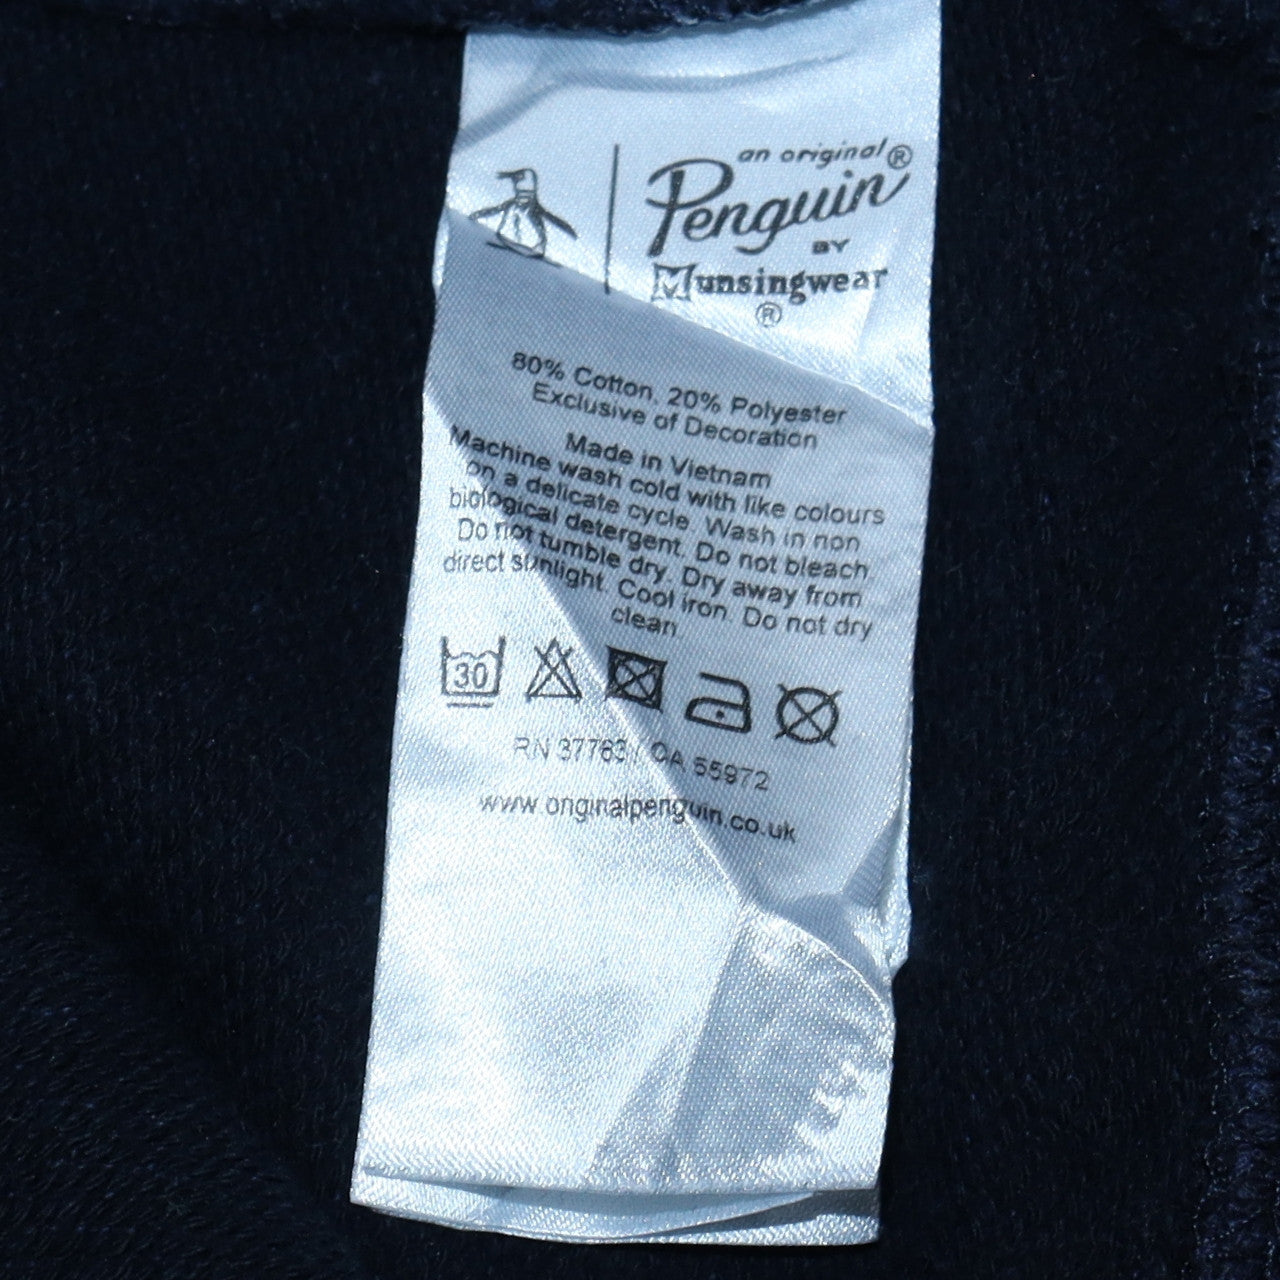 an original®
Penguin
BY
Munsingwear
®
80% Cotton, 20% Polyester
Exclusive of Decoration
Made in Vietnam
Machine wash cold with like colours
on a delicate cycle. Wash in non
biological detergent. Do not bleach.
Do not tumble dry. Dry away from
direct sunlight. Cool iron. Do not dry
clean
30
RN 37763 / CA 55972
www.originalpenguin.co.uk